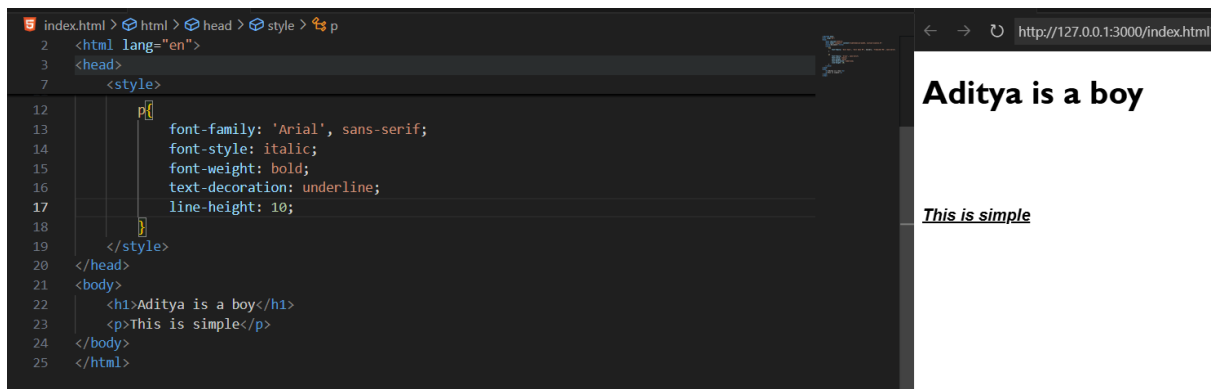 index.html > html > head > style > p
2 <html lang="en">
3 <head>
7 <style>
12 p{
13 font-family: 'Arial', sans-serif;
14 font-style: italic;
15 font-weight: bold;
16 text-decoration: underline;
17 line-height: 10;
18 }
19 </style>
20 </head>
21 <body>
22 <h1>Aditya is a boy</h1>
23 <p>This is simple</p>
24 </body>
25 </html>
http://127.0.0.1:3000/index.html
Aditya is a boy
This is simple